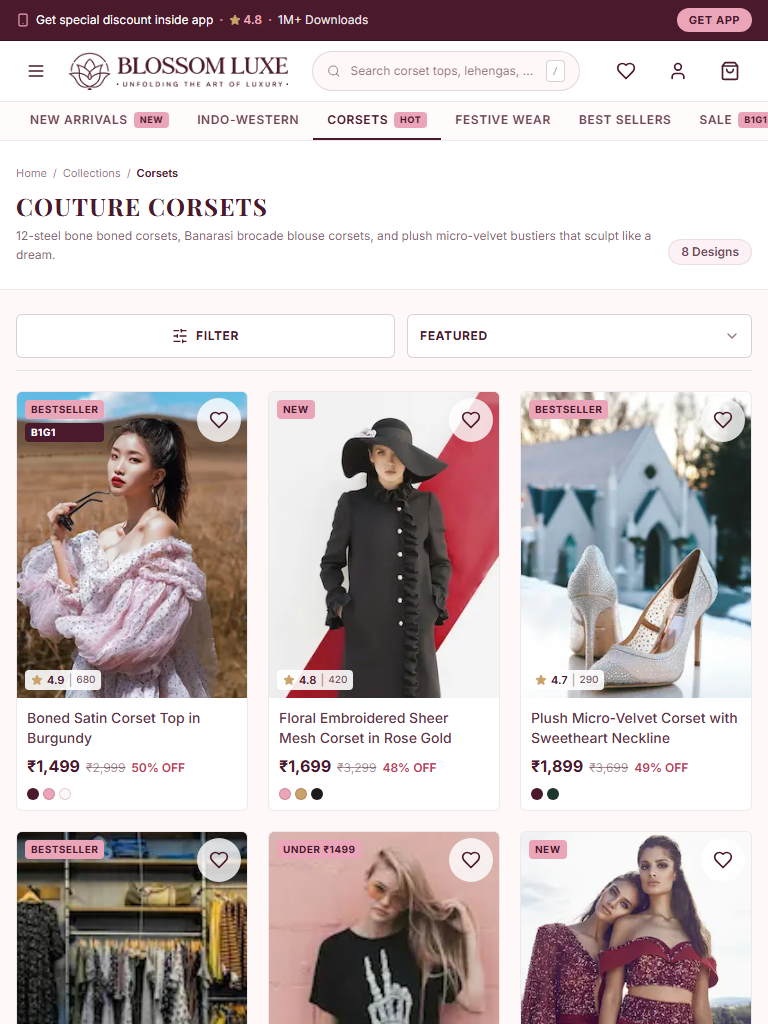 Get special discount inside app · 4.8 · 1M+ Downloads
GET APP
BLOSSOM LUXE
UNFOLDING THE ART OF LUXURY
Search corset tops, lehengas, ...
/
NEW ARRIVALS NEW INDO-WESTERN CORSETS HOT FESTIVE WEAR BEST SELLERS SALE B1G1
Home / Collections / Corsets
COUTURE CORSETS
12-steel bone boned corsets, Banarasi brocade blouse corsets, and plush micro-velvet bustiers that sculpt like a
dream.
8 Designs
FILTER
FEATURED
BESTSELLER
B1G1
4.9 | 680
Boned Satin Corset Top in
Burgundy
₹1,499 ₹2,999 50% OFF
NEW
4.8 | 420
Floral Embroidered Sheer
Mesh Corset in Rose Gold
₹1,699 ₹3,299 48% OFF
BESTSELLER
4.7 | 290
Plush Micro-Velvet Corset with
Sweetheart Neckline
₹1,899 ₹3,699 49% OFF
BESTSELLER
UNDER ₹1499
NEW